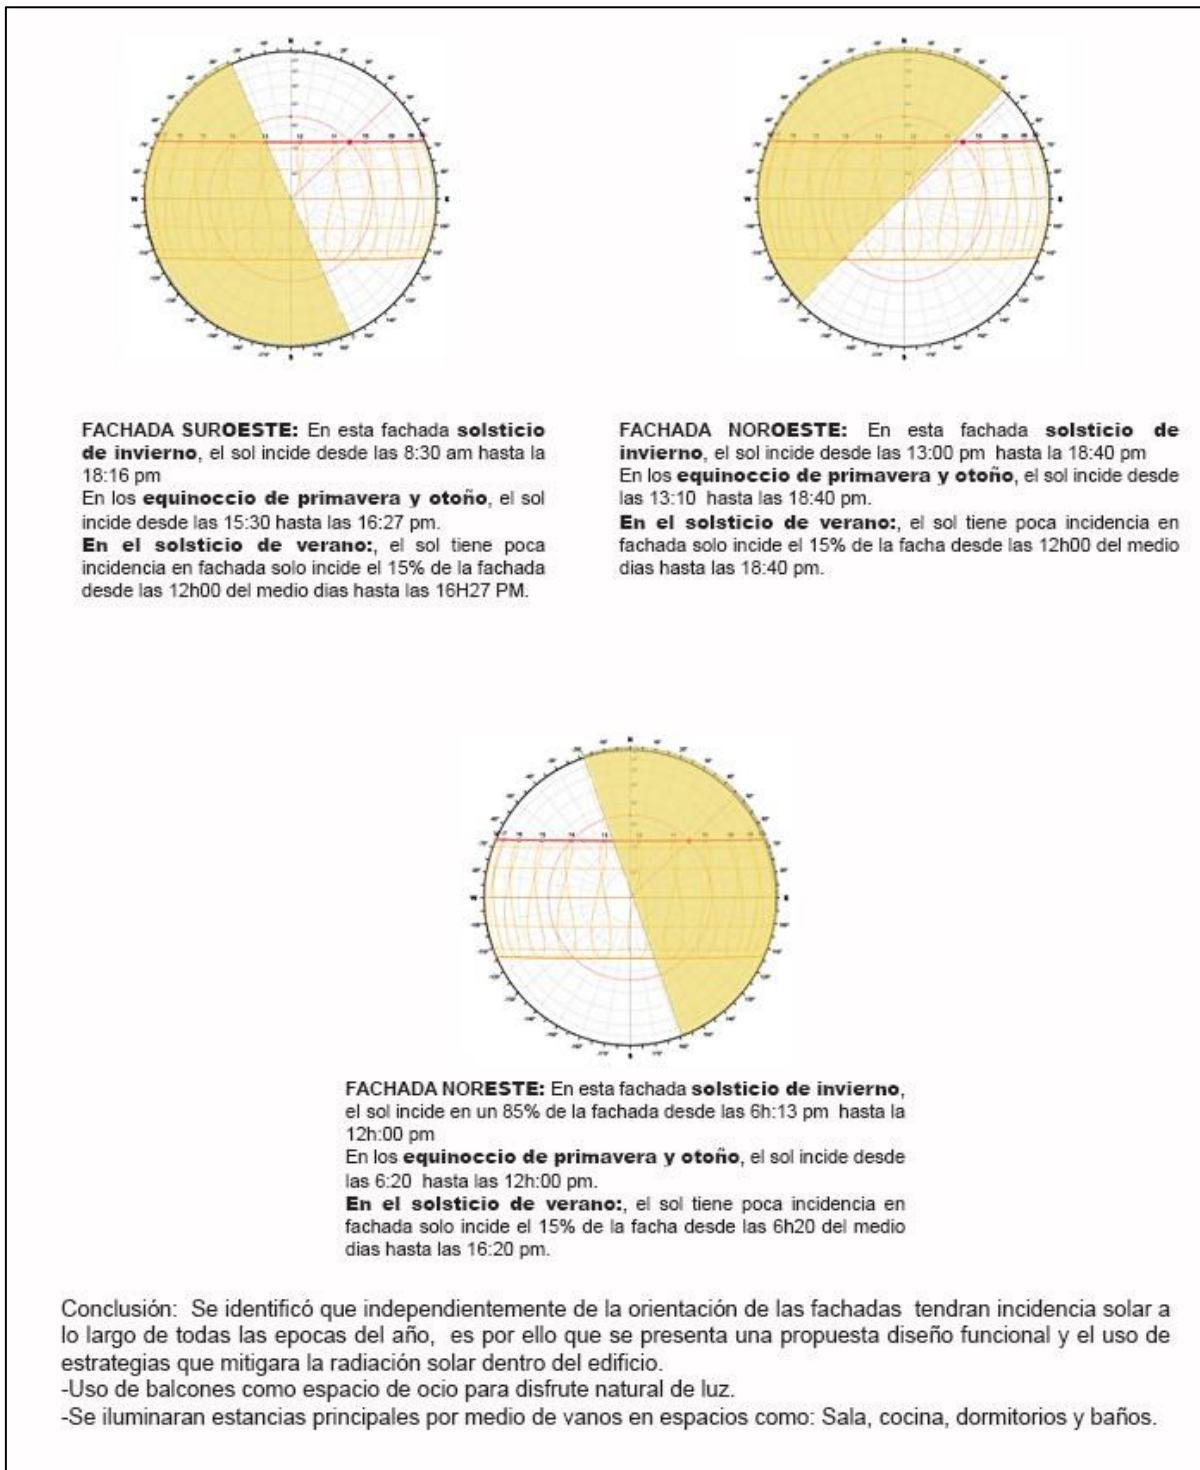 N
W
E
S
N
W
E
S
FACHADA SUROESTE: En esta fachada solsticio
de invierno, el sol incide desde las 8:30 am hasta la
18:16 pm
En los equinoccio de primavera y otoño, el sol
incide desde las 15:30 hasta las 16:27 pm.
En el solsticio de verano:, el sol tiene poca
incidencia en fachada solo incide el 15% de la fachada
desde las 12h00 del medio dias hasta las 16H27 PM.
FACHADA NOROESTE: En esta fachada solsticio de
invierno, el sol incide desde las 13:00 pm hasta la 18:40 pm
En los equinoccio de primavera y otoño, el sol incide desde
las 13:10 hasta las 18:40 pm.
En el solsticio de verano:, el sol tiene poca incidencia en
fachada solo incide el 15% de la facha desde las 12h00 del medio
dias hasta las 18:40 pm.
N
W
E
S
FACHADA NORESTE: En esta fachada solsticio de invierno,
el sol incide en un 85% de la fachada desde las 6h:13 pm hasta la
12h:00 pm
En los equinoccio de primavera y otoño, el sol incide desde
las 6:20 hasta las 12h:00 pm.
En el solsticio de verano:, el sol tiene poca incidencia en
fachada solo incide el 15% de la facha desde las 6h20 del medio
dias hasta las 16:20 pm.
Conclusión: Se identificó que independientemente de la orientación de las fachadas tendran incidencia solar a
lo largo de todas las epocas del año, es por ello que se presenta una propuesta diseño funcional y el uso de
estrategias que mitigara la radiación solar dentro del edificio.
-Uso de balcones como espacio de ocio para disfrute natural de luz.
-Se iluminaran estancias principales por medio de vanos en espacios como: Sala, cocina, dormitorios y baños.